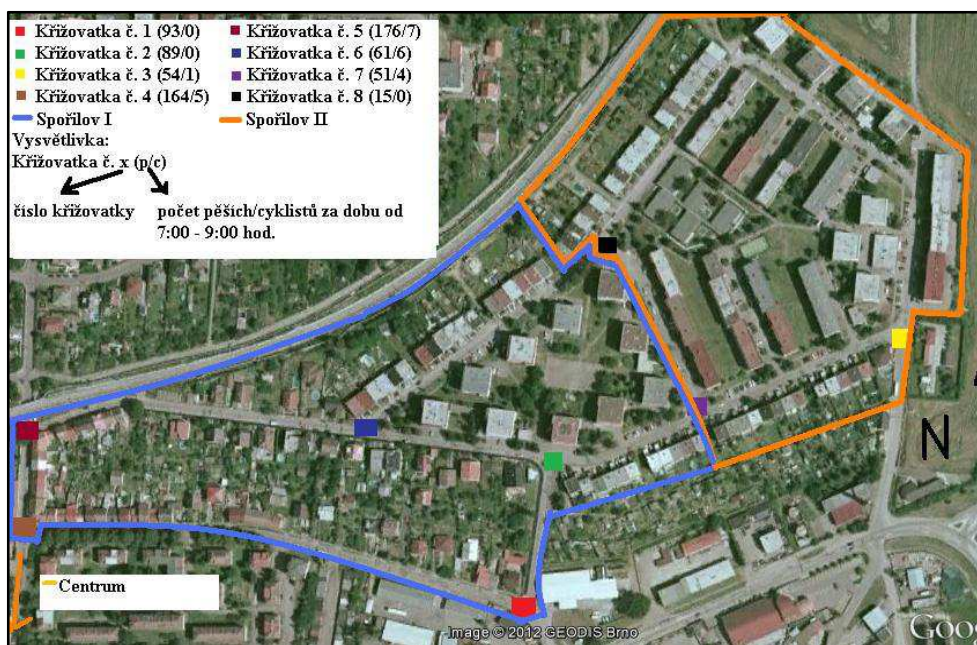 Křižovatka č. 1 (93/0)
Křižovatka č. 2 (89/0)
Křižovatka č. 3 (54/1)
Křižovatka č. 4 (164/5)
Spořilov I
Křižovatka č. 5 (176/7)
Křižovatka č. 6 (61/6)
Křižovatka č. 7 (51/4)
Křižovatka č. 8 (15/0)
Spořilov II
Vysvětlivka:
Křižovatka č. x (p/c)
číslo křižovatky
počet pěších/cyklistů za dobu od
7:00 - 9:00 hod.
N
Centrum
Image © 2012 GEODIS Brno
Goo